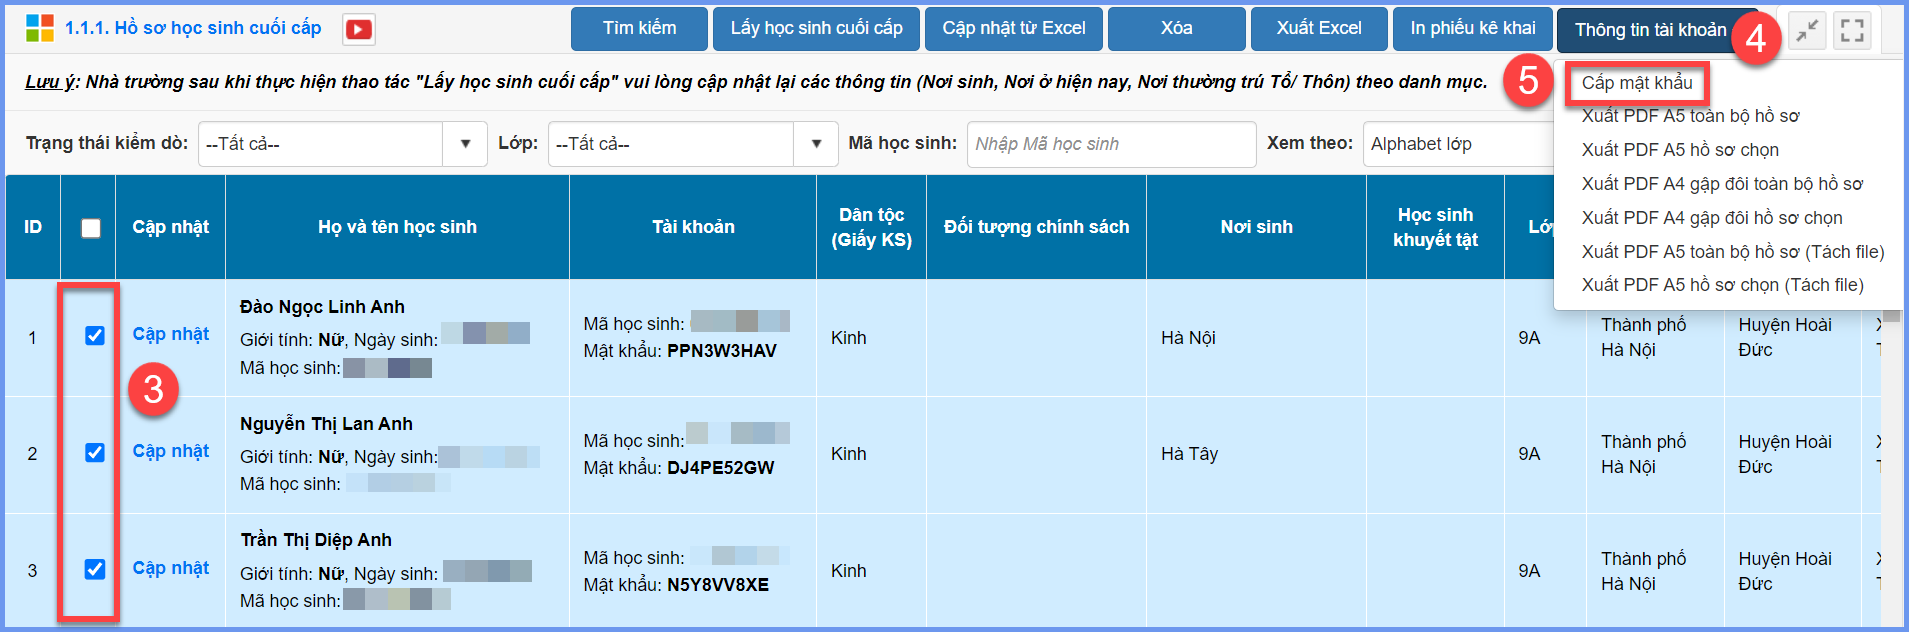 1.1.1. Hồ sơ học sinh cuối cấp
Tìm kiếm
Lấy học sinh cuối cấp
Cập nhật từ Excel
Xóa
Xuất Excel
In phiếu kê khai
Thông tin tài khoản
4
Lưu ý: Nhà trường sau khi thực hiện thao tác "Lấy học sinh cuối cấp" vui lòng cập nhật lại các thông tin (Nơi sinh, Nơi ở hiện nay, Nơi thường trú Tổ/ Thôn) theo danh mục.
5
Cấp mật khẩu
Xuất PDF A5 toàn bộ hồ sơ
Xuất PDF A5 hồ sơ chọn
Xuất PDF A4 gập đôi toàn bộ hồ sơ
Xuất PDF A4 gập đôi hồ sơ chọn
Xuất PDF A5 toàn bộ hồ sơ (Tách file)
Xuất PDF A5 hồ sơ chọn (Tách file)
Trạng thái kiểm dò: --Tất cả--
Lớp: --Tất cả--
Mã học sinh: Nhập Mã học sinh
Xem theo: Alphabet lớp
ID
Cập nhật
Họ và tên học sinh
Tài khoản
Dân tộc
(Giấy KS)
Đối tượng chính sách
Nơi sinh
Học sinh
khuyết tật
Lớp
1
Cập nhật
Đào Ngọc Linh Anh
Giới tính: Nữ, Ngày sinh:
Mã học sinh:
Mã học sinh:
Mật khẩu: PPN3W3HAV
Kinh
Hà Nội
9A
Thành phố
Hà Nội
Huyện Hoài
Đức
3
2
Cập nhật
Nguyễn Thị Lan Anh
Giới tính: Nữ, Ngày sinh:
Mã học sinh:
Mã học sinh:
Mật khẩu: DJ4PE52GW
Kinh
Hà Tây
9A
Thành phố
Hà Nội
Huyện Hoài
Đức
3
Cập nhật
Trần Thị Diệp Anh
Giới tính: Nữ, Ngày sinh:
Mã học sinh:
Mã học sinh:
Mật khẩu: N5Y8VV8XE
Kinh
9A
Thành phố
Hà Nội
Huyện Hoài
Đức